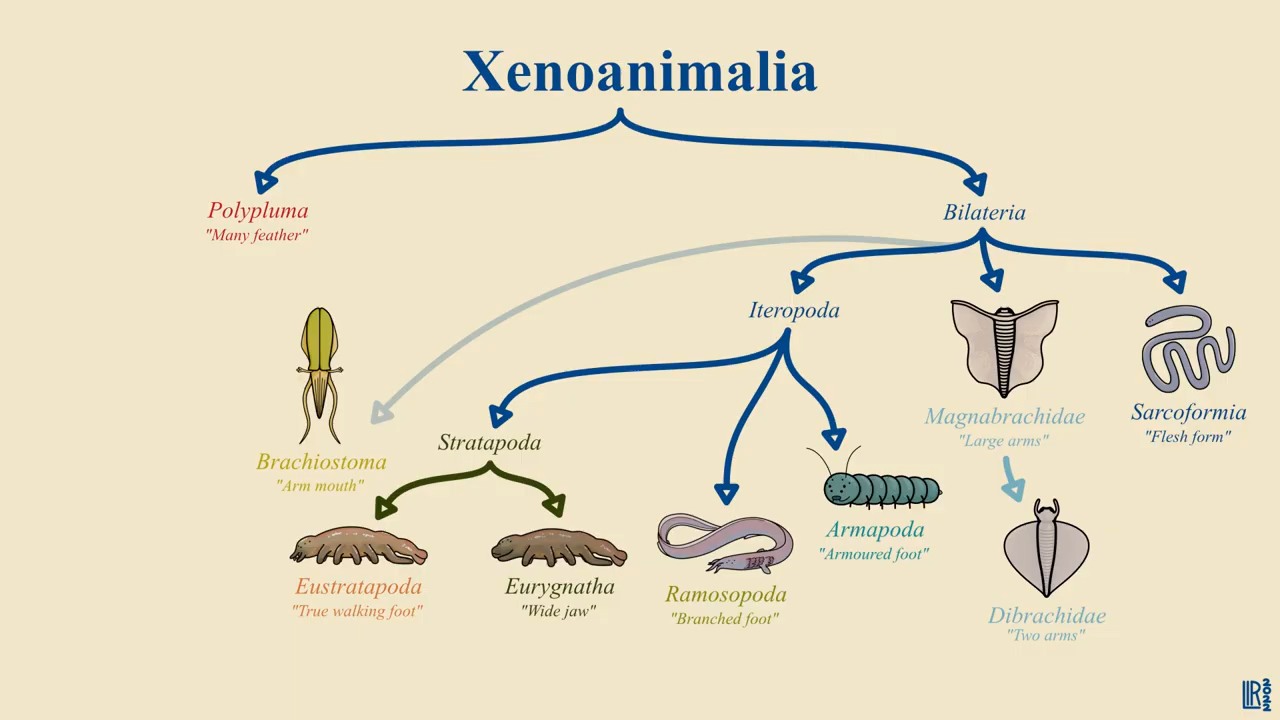 Xenoanimalia
Polypluma
"Many feather"
Bilateria
Iteropoda
Brachiostoma
"Arm mouth"
Stratapoda
Magnabrachidae
"Large arms"
Sarcoformia
"Flesh form"
Eustratapoda
"True walking foot"
Eurygnatha
"Wide jaw"
Ramosopoda
"Branched foot"
Armapoda
"Armoured foot"
Dibrachidae
"Two arms"
LIR
2022